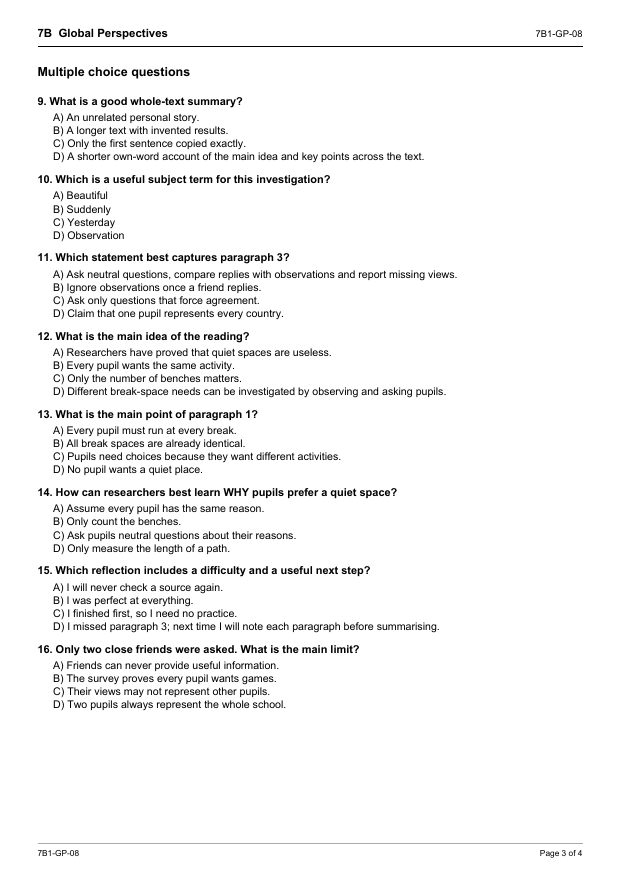 7B Global Perspectives
7B1-GP-08
Multiple choice questions
9. What is a good whole-text summary?
A) An unrelated personal story.
B) A longer text with invented results.
C) Only the first sentence copied exactly.
D) A shorter own-word account of the main idea and key points across the text.
10. Which is a useful subject term for this investigation?
A) Beautiful
B) Suddenly
C) Yesterday
D) Observation
11. Which statement best captures paragraph 3?
A) Ask neutral questions, compare replies with observations and report missing views.
B) Ignore observations once a friend replies.
C) Ask only questions that force agreement.
D) Claim that one pupil represents every country.
12. What is the main idea of the reading?
A) Researchers have proved that quiet spaces are useless.
B) Every pupil wants the same activity.
C) Only the number of benches matters.
D) Different break-space needs can be investigated by observing and asking pupils.
13. What is the main point of paragraph 1?
A) Every pupil must run at every break.
B) All break spaces are already identical.
C) Pupils need choices because they want different activities.
D) No pupil wants a quiet place.
14. How can researchers best learn WHY pupils prefer a quiet space?
A) Assume every pupil has the same reason.
B) Only count the benches.
C) Ask pupils neutral questions about their reasons.
D) Only measure the length of a path.
15. Which reflection includes a difficulty and a useful next step?
A) I will never check a source again.
B) I was perfect at everything.
C) I finished first, so I need no practice.
D) I missed paragraph 3; next time I will note each paragraph before summarising.
16. Only two close friends were asked. What is the main limit?
A) Friends can never provide useful information.
B) The survey proves every pupil wants games.
C) Their views may not represent other pupils.
D) Two pupils always represent the whole school.
7B1-GP-08
Page 3 of 4